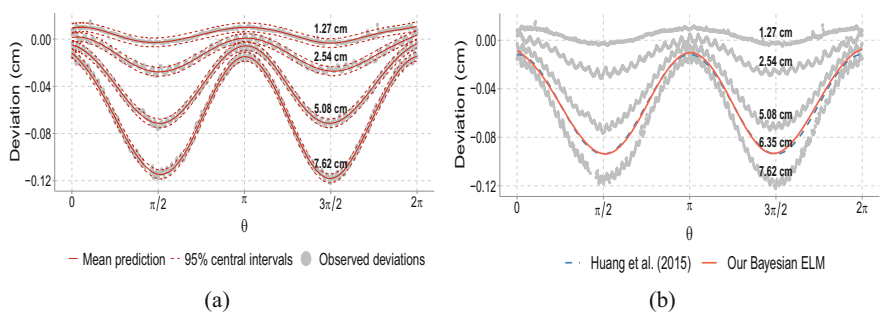 (a)
1.27 cm
0.00
2.54 cm
−0.04
5.08 cm
−0.08
7.62 cm
−0.12
Deviation (cm)
0
π/2
π
3π/2
2π
θ
Mean prediction
95% central intervals
Observed deviations
(a)
(b)
1.27 cm
0.00
2.54 cm
−0.04
5.08 cm
−0.08
6.35 cm
7.62 cm
−0.12
Deviation (cm)
0
π/2
π
3π/2
2π
θ
Huang et al. (2015)
Our Bayesian ELM
(b)